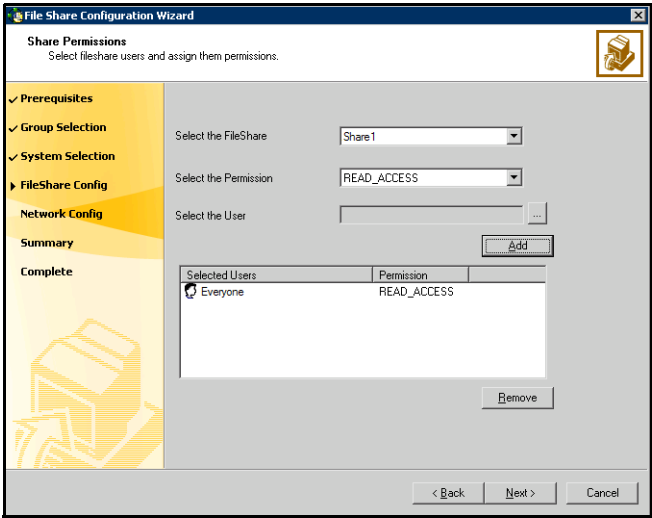 File Share Configuration Wizard
Share Permissions
Select fileshare users and assign them permissions.
Prerequisites
Group Selection
System Selection
FileShare Config
Network Config
Summary
Complete
Select the FileShare
Share1
Select the Permission
READ_ACCESS
Select the User
...
Add
Selected Users Permission
Everyone READ_ACCESS
Remove
< Back Next > Cancel